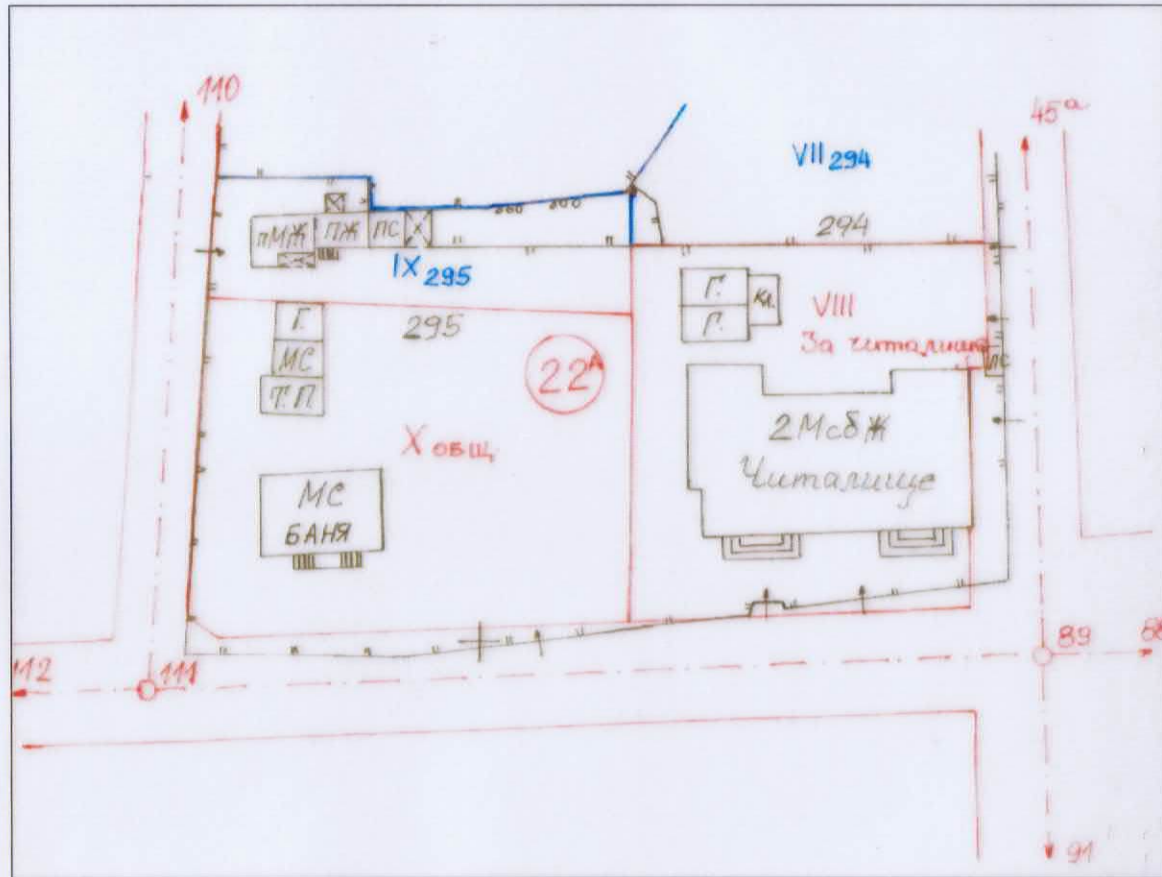 110
45а
VII 294
294
пМЖ
ПЖ
ПС
IX 295
Г.
Кл.
Г.
VIII
За читалище
ПС
Г.
295
МС
Т.П.
22А
X общ
2МсбЖ
Читалище
МС
БАНЯ
89
88
112
111
91